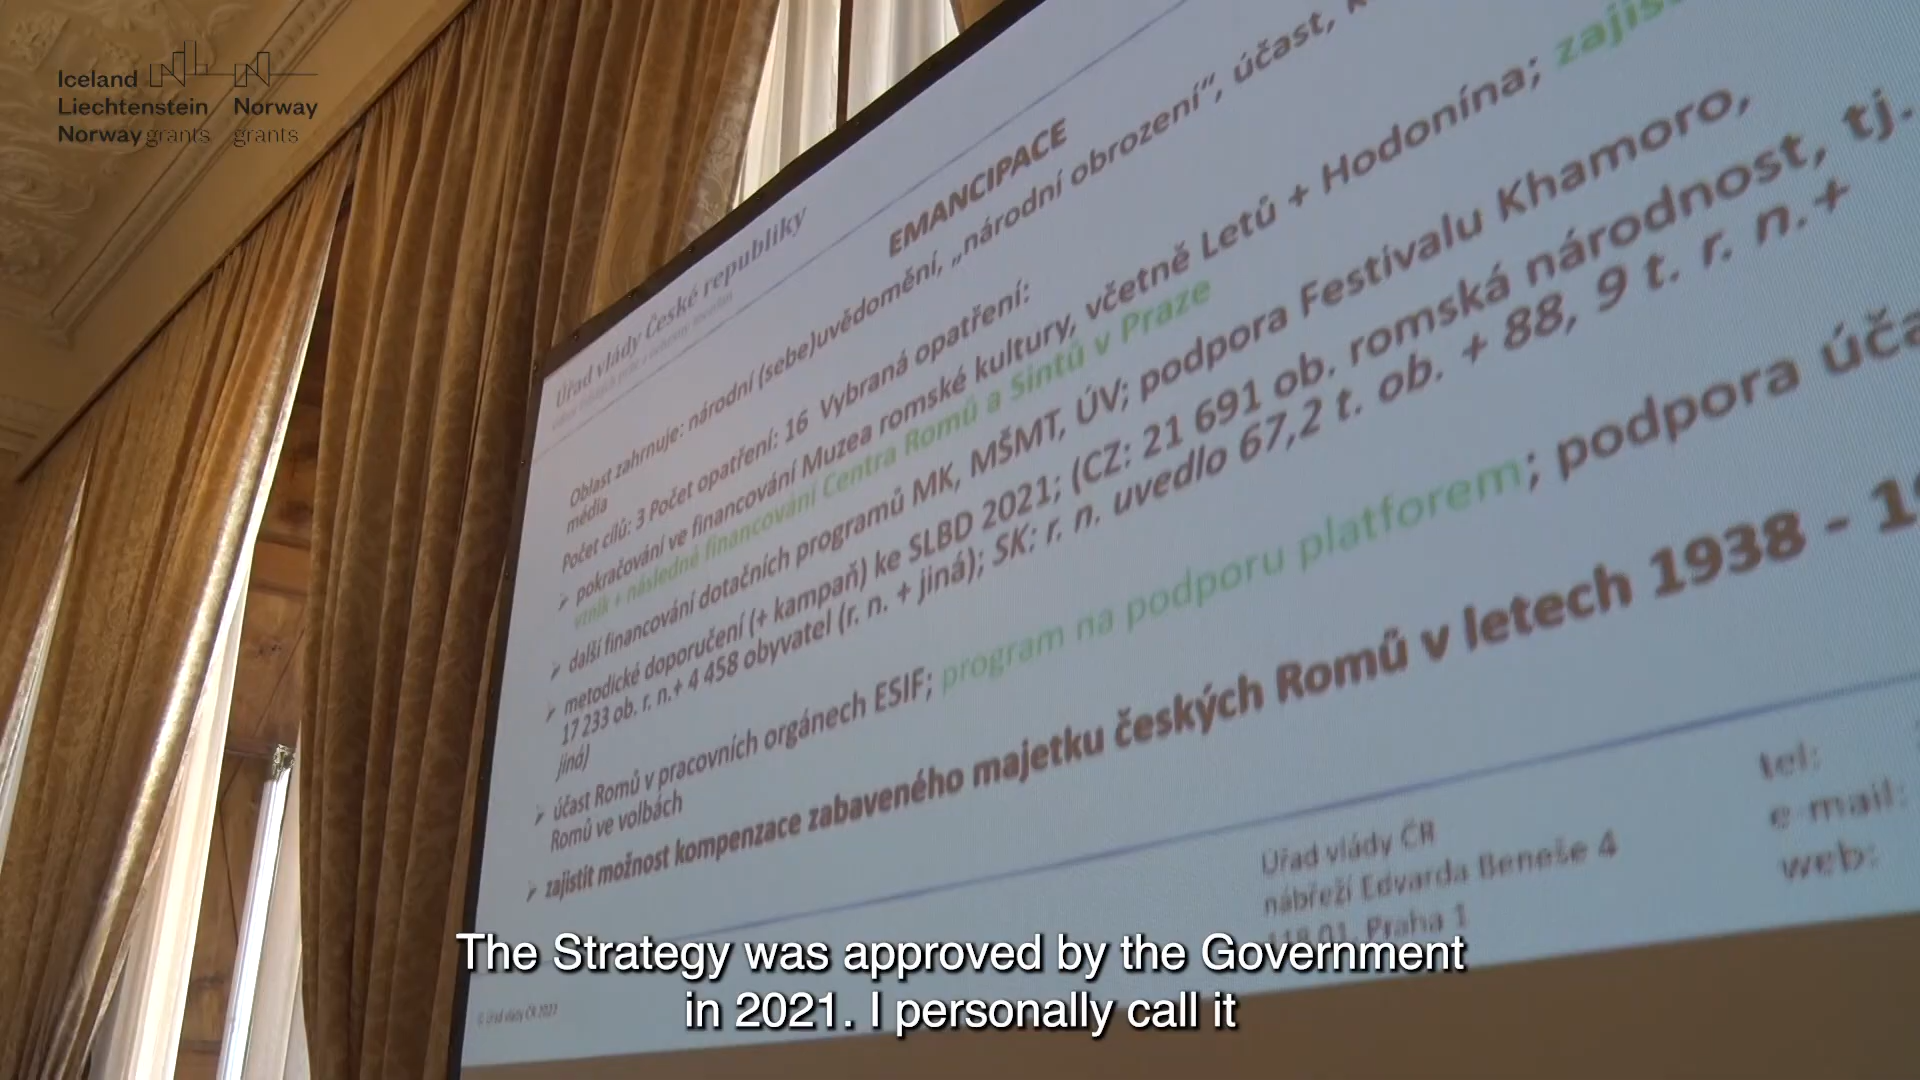 Iceland
Liechtenstein Norway
Norway grants grants
Úřad vlády České republiky
EMANCIPACE
Oblast zahrnuje: národní (sebe)uvědomění, „národní obrození“, účast,
média
Počet cílů: 3 Počet opatření: 16 Vybraná opatření:
➢ pokračování ve financování Muzea romské kultury, včetně Letů + Hodonína; zajis
vznik + následné financování Centra Romů a Sintů v Praze
➢ další financování dotačních programů MK, MŠMT, ÚV; podpora Festivalu Khamoro,
➢ metodické doporučení (+ kampaň) ke SLBD 2021; (CZ: 21 691 ob. romská národnost, tj.
17 233 ob. r. n.+ 4 458 obyvatel (r. n. + jiná); SK: r. n. uvedlo 67,2 t. ob. + 88, 9 t. r. n.+
jiná)
➢ účast Romů v pracovních orgánech ESIF; program na podporu platforem; podpora úča
Romů ve volbách
➢ zajistit možnost kompenzace zabaveného majetku českých Romů v letech 1938 - 1
Úřad vlády ČR
nábřeží Edvarda Beneše 4
118 01, Praha 1
tel:
e-mail:
web:
© Úřad vlády ČR
The Strategy was approved by the Government
in 2021. I personally call it